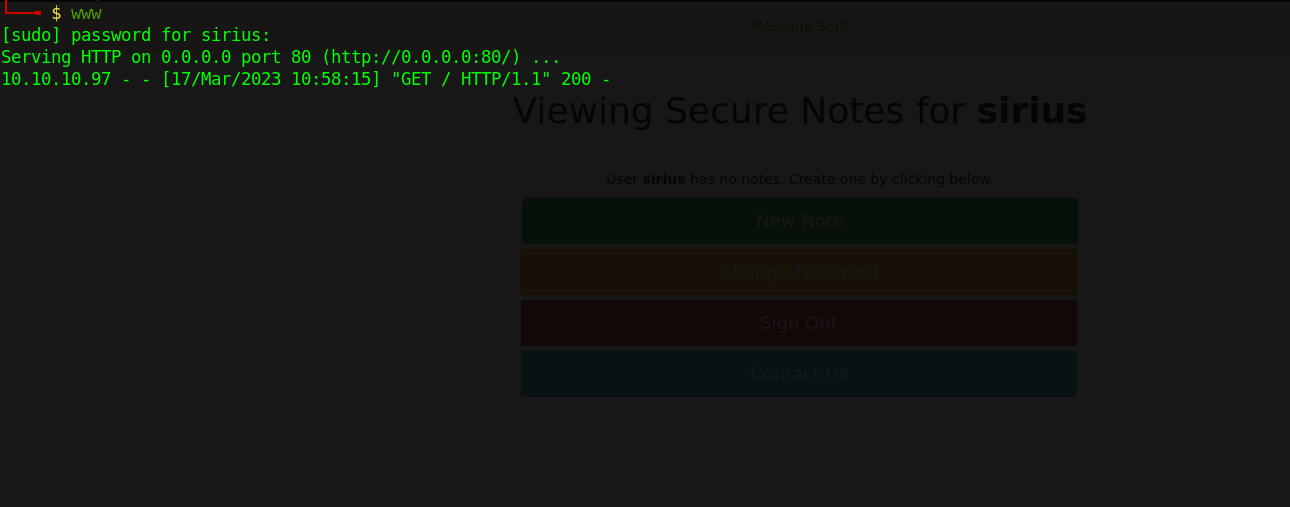 $ www
[sudo] password for sirius:
Serving HTTP on 0.0.0.0 port 80 (http://0.0.0.0:80/) ...
10.10.10.97 - - [17/Mar/2023 10:58:15] "GET / HTTP/1.1" 200 -
Message Sent
Viewing Secure Notes for sirius
User sirius has no notes. Create one by clicking below.
New Note
Change Password
Sign Out
Contact Us